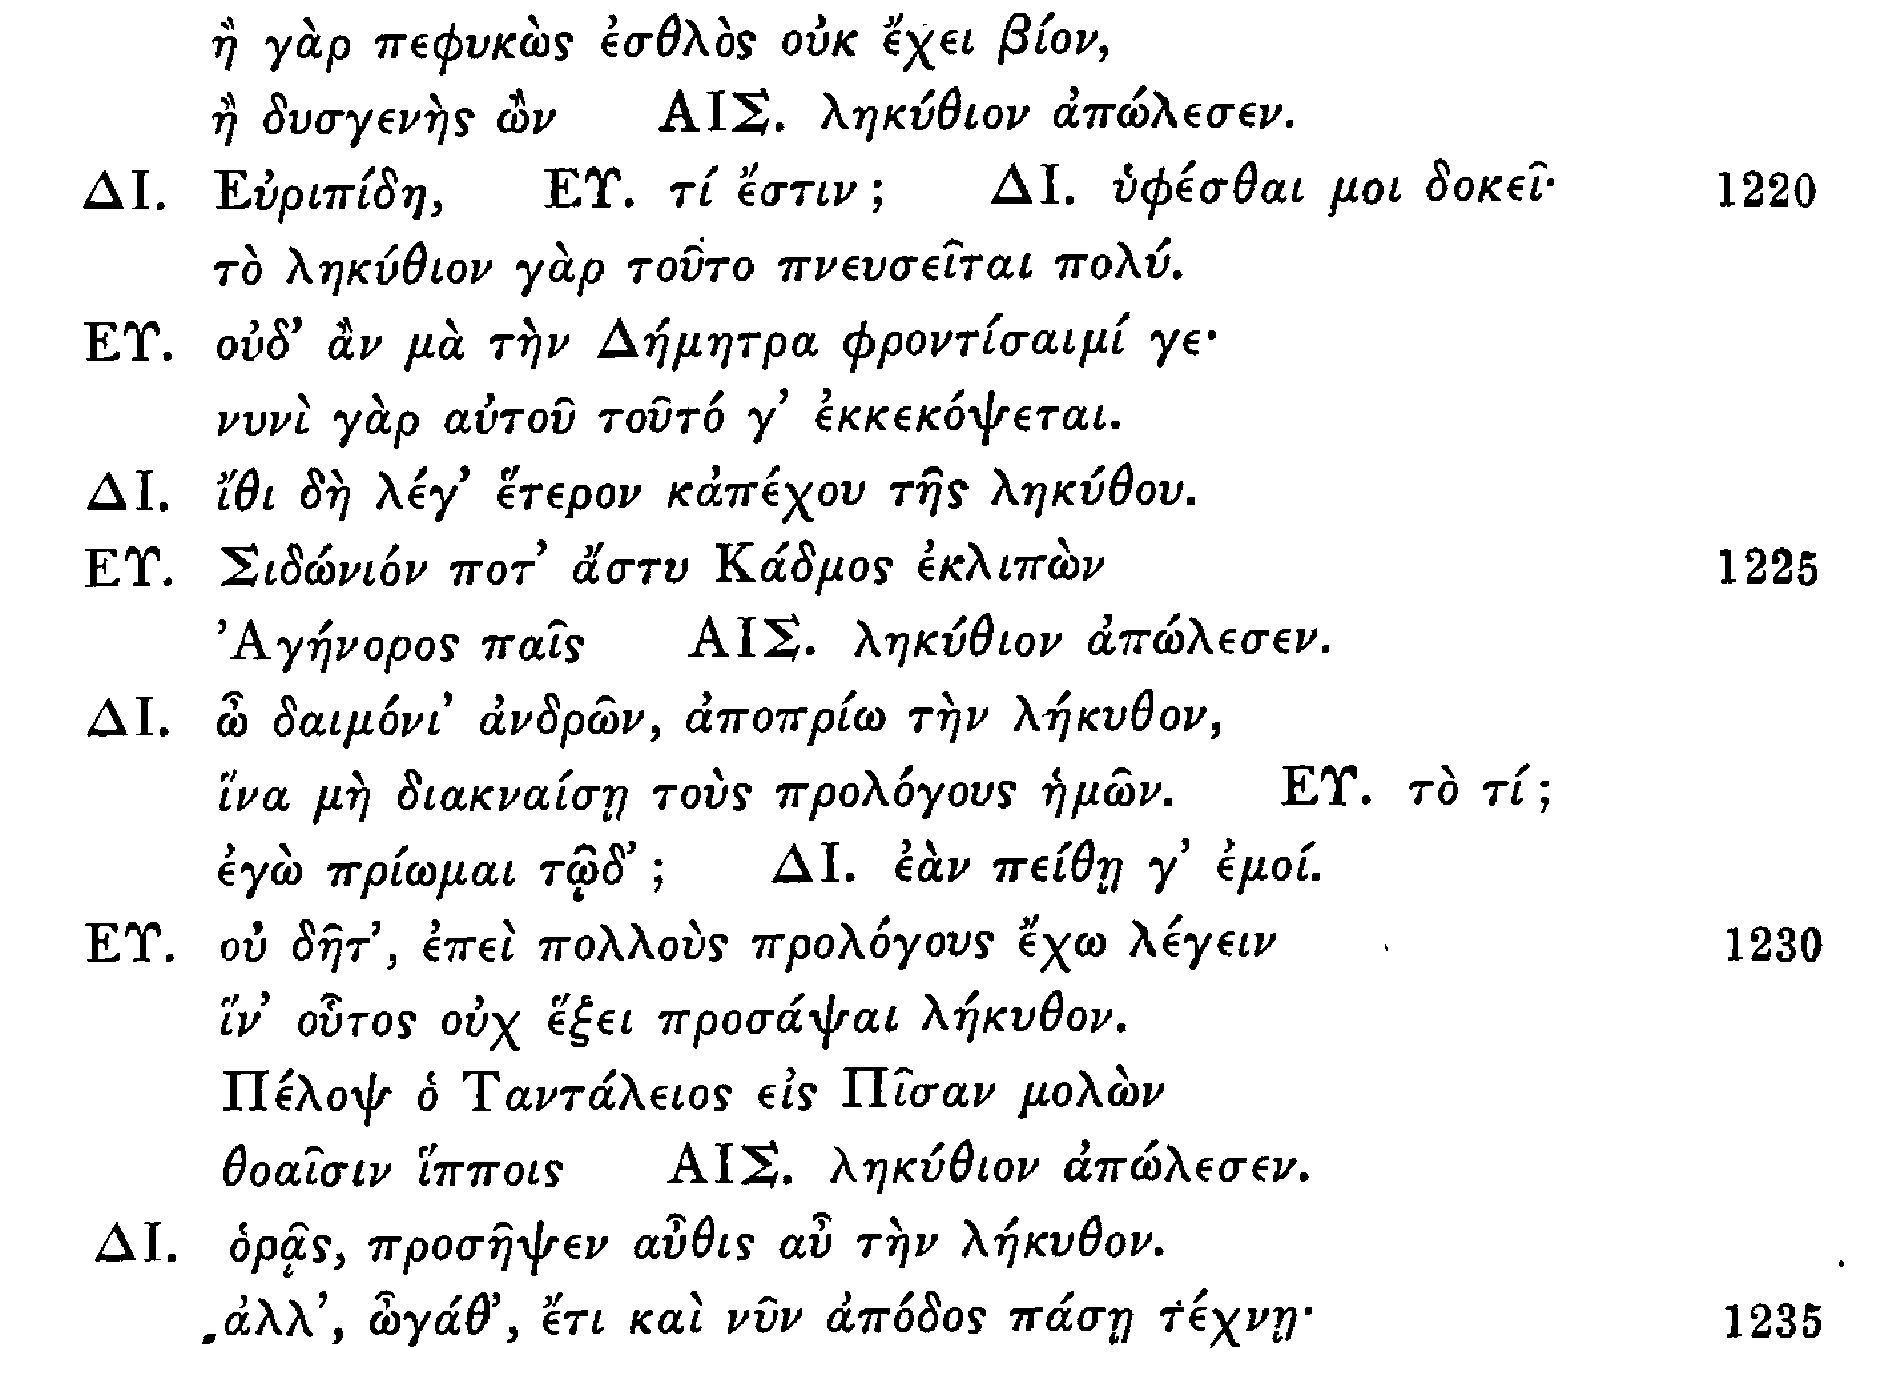 ἢ γὰρ πεφυκὼς ἐσθλὸς οὐκ ἔχει βίον,
ἢ δυσγενὴς ὢν ΑΙΣ. ληκύθιον ἀπώλεσεν.
ΔΙ. Εὐριπίδη, ΕΥ. τί ἔστιν; ΔΙ. ὑφέσθαι μοι δοκεῖ· 1220
τὸ ληκύθιον γὰρ τοῦτο πνευσεῖται πολύ.
ΕΥ. οὐδ’ ἂν μὰ τὴν Δήμητρα φροντίσαιμί γε·
νυνὶ γὰρ αὐτοῦ τοῦτό γ’ ἐκκεκόψεται.
ΔΙ. ἴθι δὴ λέγ’ ἕτερον κἀπέχου τῆς ληκύθου.
ΕΥ. Σιδώνιόν ποτ’ ἄστυ Κάδμος ἐκλιπὼν 1225
Ἀγήνορος παῖς ΑΙΣ. ληκύθιον ἀπώλεσεν.
ΔΙ. ὦ δαιμόνι’ ἀνδρῶν, ἀποπρίω τὴν λήκυθον,
ἵνα μὴ διακναίσῃ τοὺς προλόγους ἡμῶν. ΕΥ. τὸ τί;
ἐγὼ πρίωμαι τῷδ’; ΔΙ. ἐὰν πείθῃ γ’ ἐμοί.
ΕΥ. οὐ δῆτ’, ἐπεὶ πολλοὺς προλόγους ἔχω λέγειν 1230
ἵν’ οὗτος οὐχ ἕξει προσάψαι λήκυθον.
Πέλοψ ὁ Ταντάλειος εἰς Πῖσαν μολὼν
θοαῖσιν ἵπποις ΑΙΣ. ληκύθιον ἀπώλεσεν.
ΔΙ. ὁρᾷς, προσῆψεν αὖθις αὖ τὴν λήκυθον.
ἀλλ’, ὦγάθ’, ἔτι καὶ νῦν ἀπόδος πάσῃ τέχνῃ· 1235